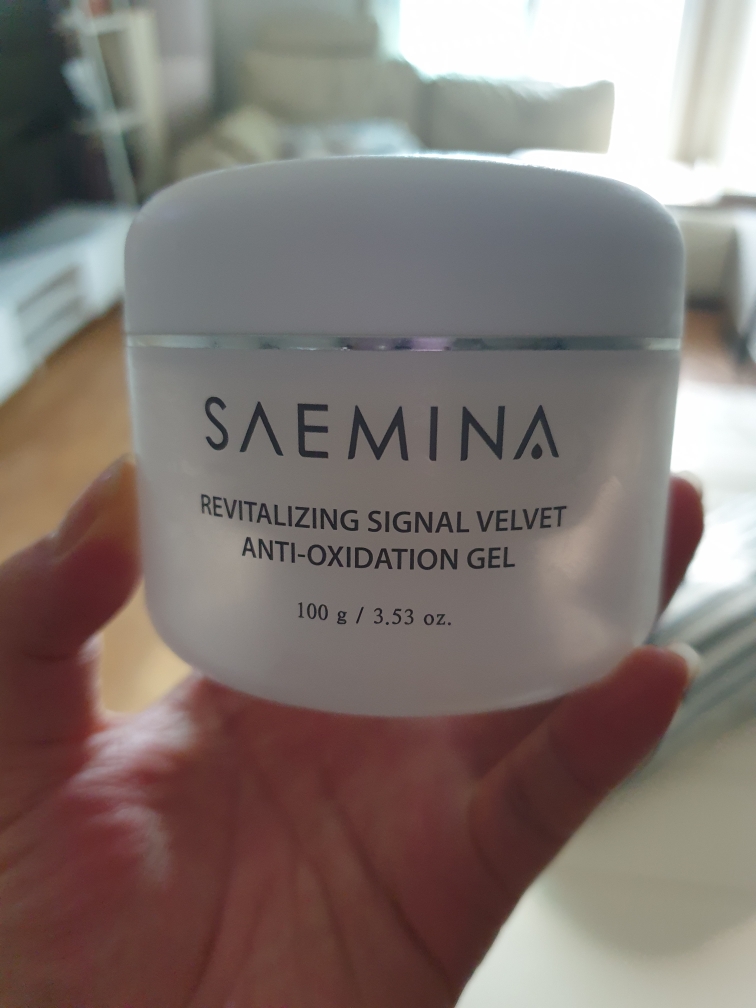 SAEMINA
REVITALIZING SIGNAL VELVET
ANTI-OXIDATION GEL
100 g / 3.53 oz.